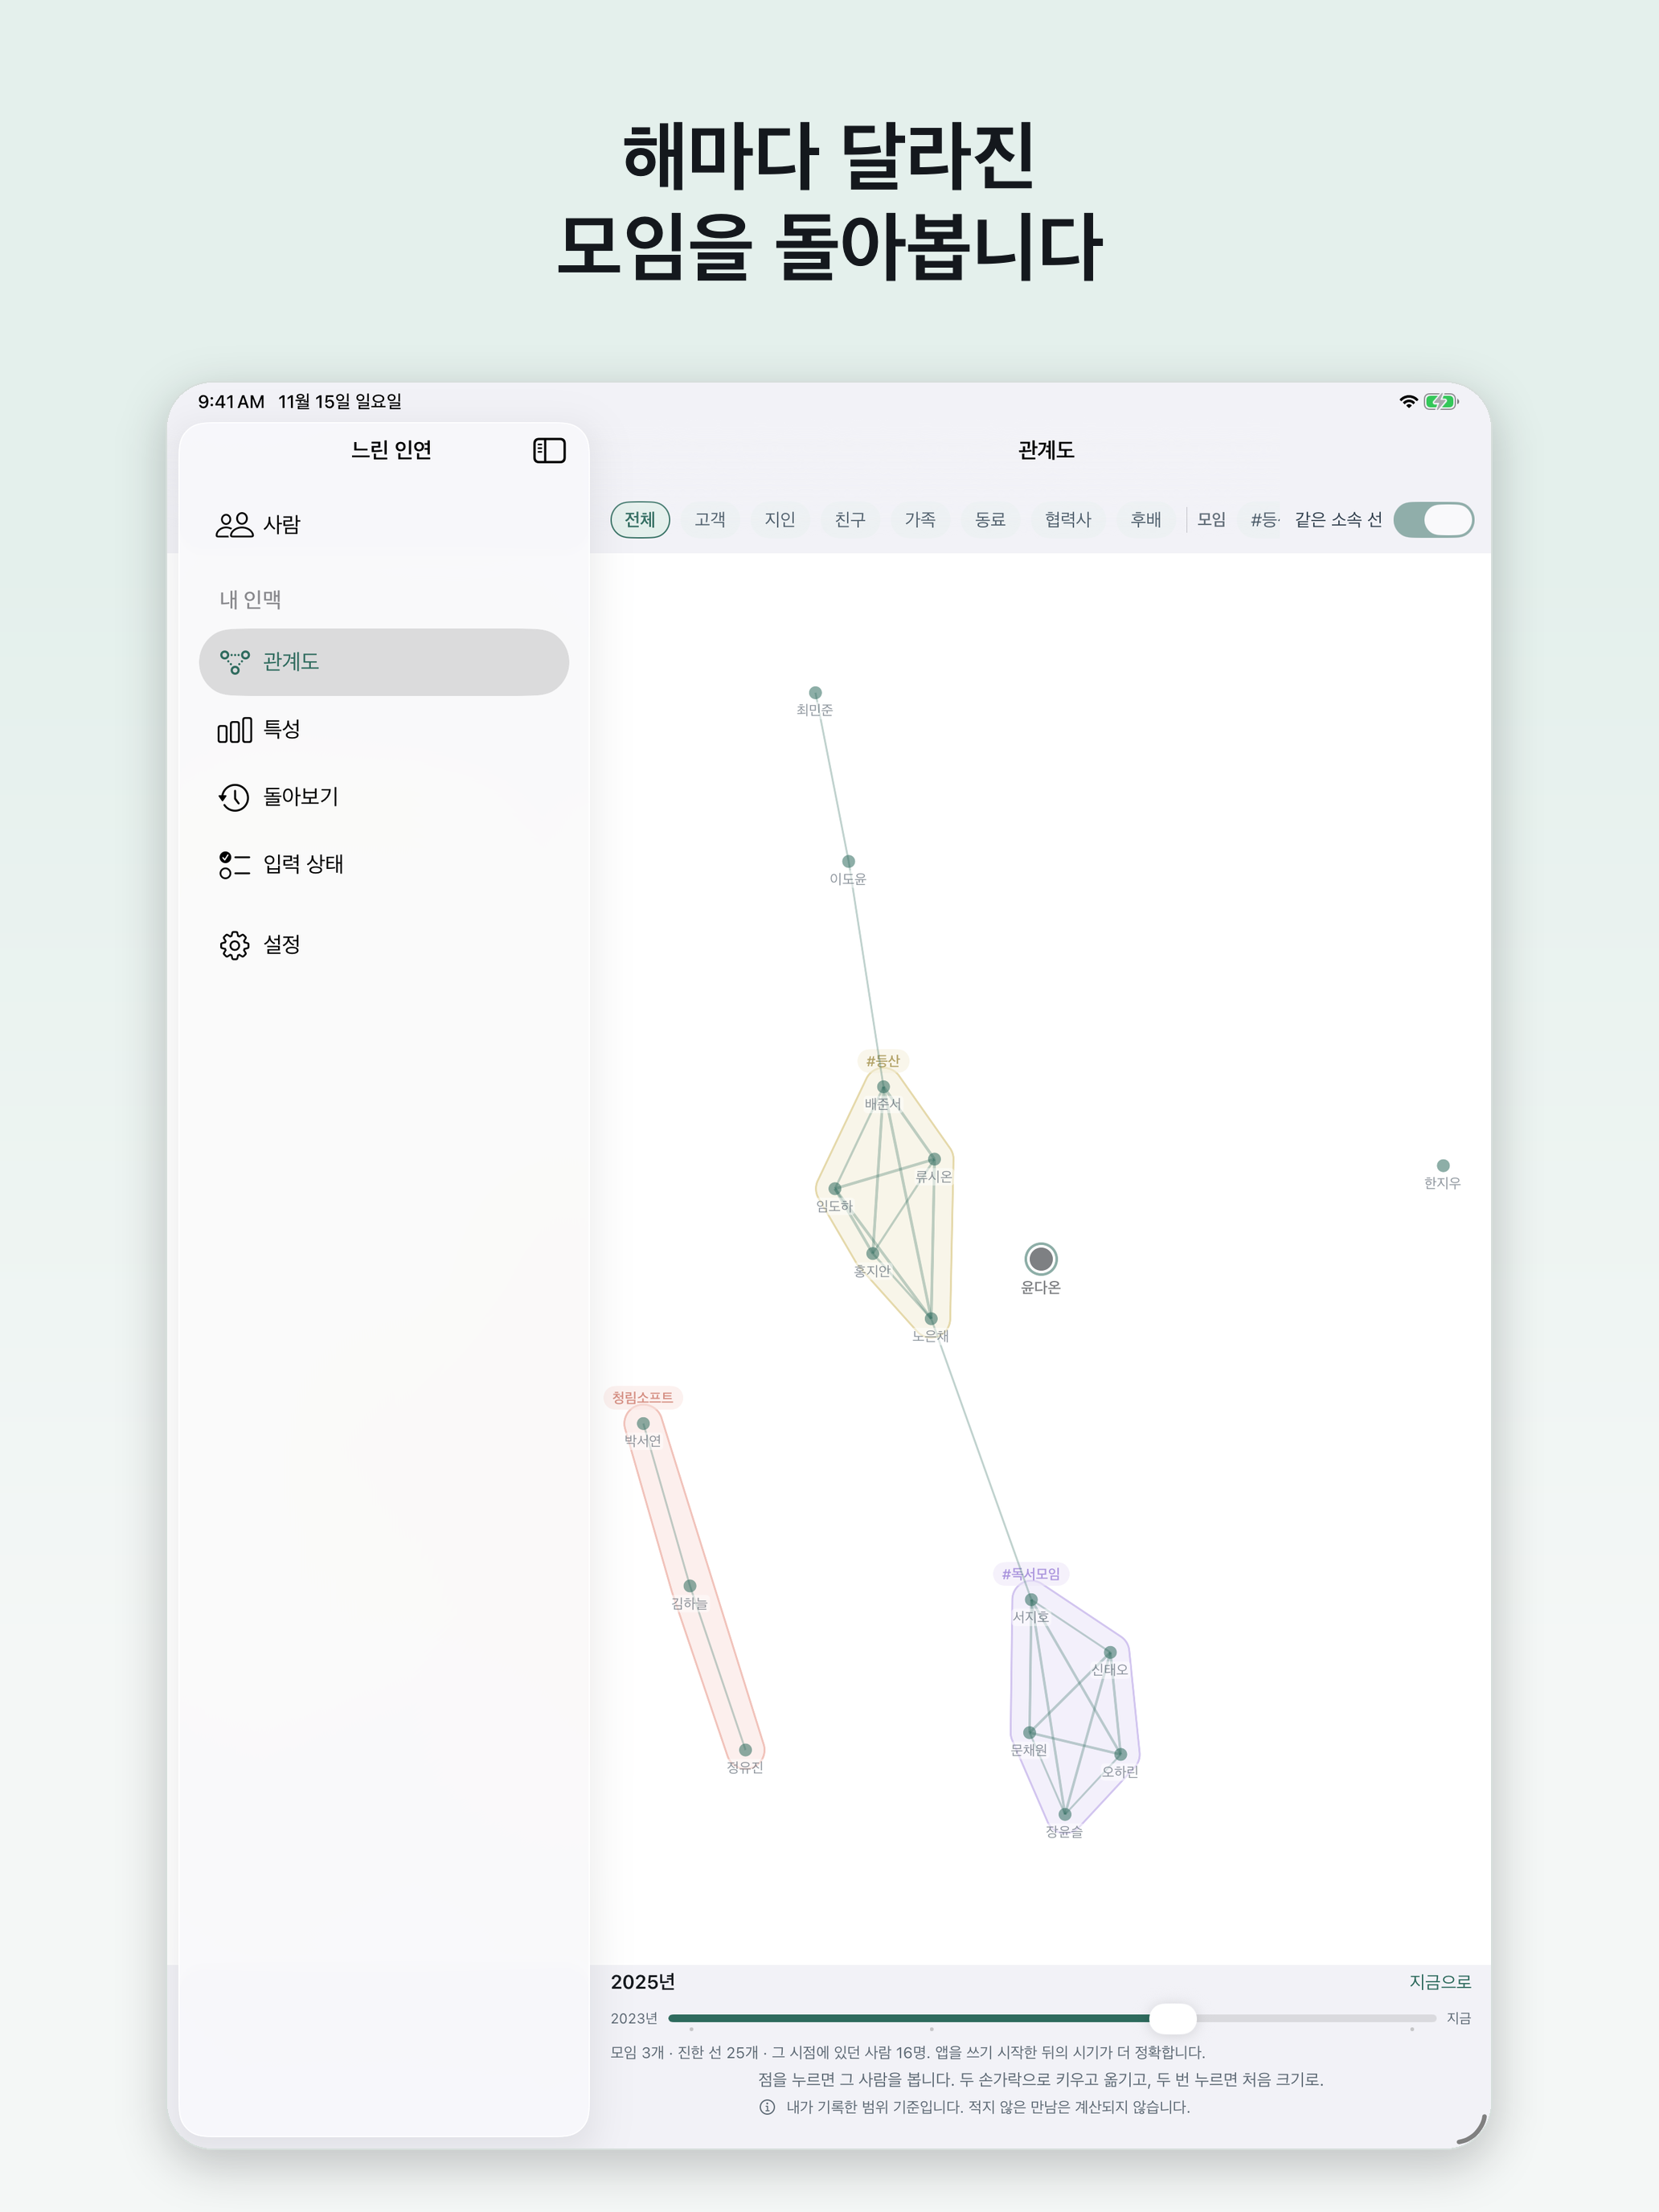 해마다 달라진
모임을 돌아봅니다
9:41 AM 11월 15일 일요일
느린 인연
관계도
사람
내 인맥
관계도
특성
돌아보기
입력 상태
설정
전체 고객 지인 친구 가족 동료 협력사 후배 모임 #등 같은 소속 선
최민준
이도윤
#등산
배준서
류시온
한지우
임도하
홍지안
윤다온
노은채
청림소프트
박서연
#독서모임
김하늘
서지호
신태오
문채원
정유진
오하린
장윤슬
2025년 지금으로
2023년 지금
모임 3개 · 진한 선 25개 · 그 시점에 있던 사람 16명. 앱을 쓰기 시작한 뒤의 시기가 더 정확합니다.
점을 누르면 그 사람을 봅니다. 두 손가락으로 키우고 옮기고, 두 번 누르면 처음 크기로.
내가 기록한 범위 기준입니다. 적지 않은 만남은 계산되지 않습니다.